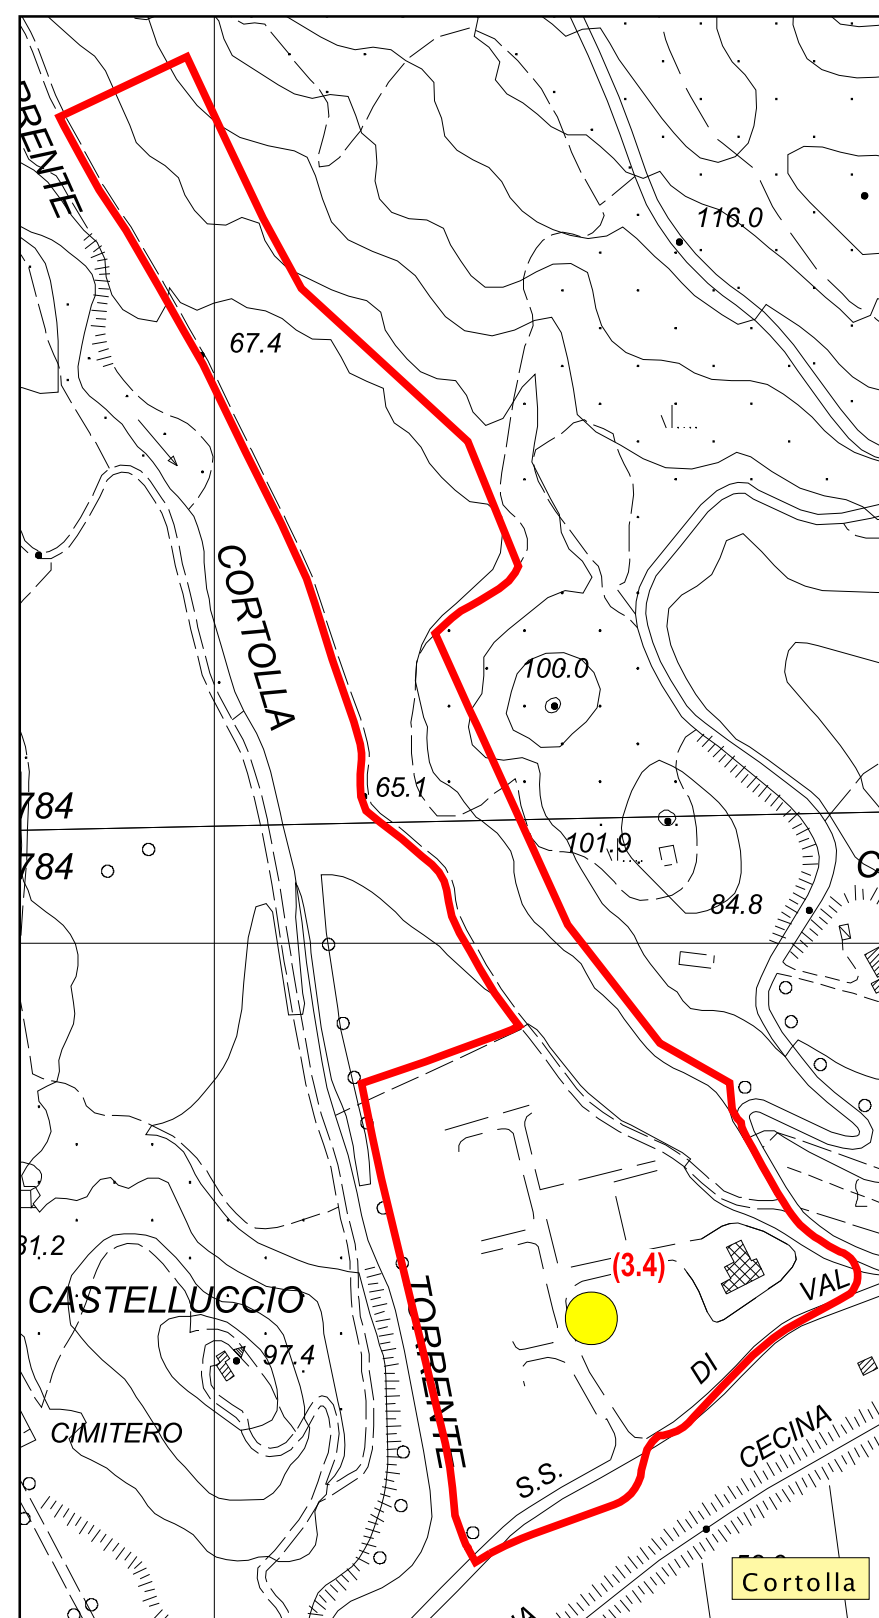 RRENTE
116.0
67.4
CORTOLLA
100.0
65.1
784
101.9
784
C
84.8
31.2
(3.4)
CASTELLUCCIO
VAL
TORRENTE
97.4
DI
CIMITERO
CECINA
S.S.
Cortolla